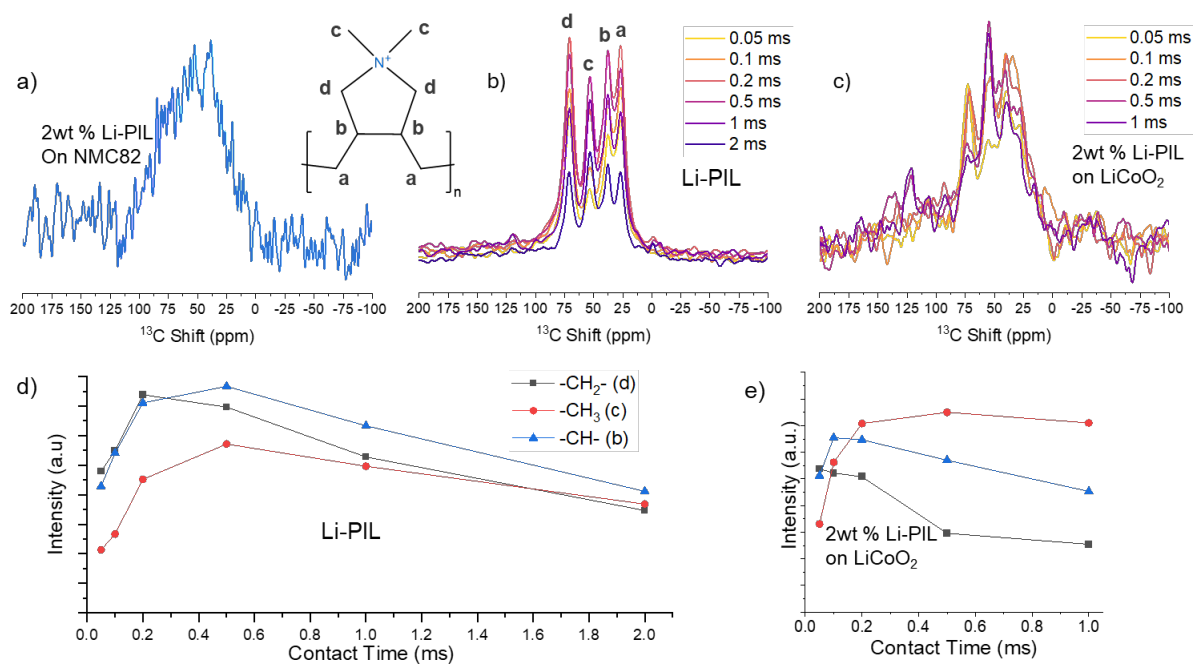 a)
2wt % Li-PIL
On NMC82
200 175 150 125 100 75 50 25 0 -25 -50 -75 -100
¹³C Shift (ppm)
c c
N⁺
d d
b b
a a
n
b)
d
c
b
a
0.05 ms
0.1 ms
0.2 ms
0.5 ms
1 ms
2 ms
Li-PIL
200 175 150 125 100 75 50 25 0 -25 -50 -75 -100
¹³C Shift (ppm)
c)
0.05 ms
0.1 ms
0.2 ms
0.5 ms
1 ms
2wt % Li-PIL
on LiCoO₂
200 175 150 125 100 75 50 25 0 -25 -50 -75 -100
¹³C Shift (ppm)
d)
Intensity (a.u)
-CH₂- (d)
-CH₃ (c)
-CH- (b)
Li-PIL
0.0 0.2 0.4 0.6 0.8 1.0 1.2 1.4 1.6 1.8 2.0
Contact Time (ms)
e)
Intensity (a.u.)
2wt % Li-PIL
on LiCoO₂
0.0 0.2 0.4 0.6 0.8 1.0
Contact Time (ms)